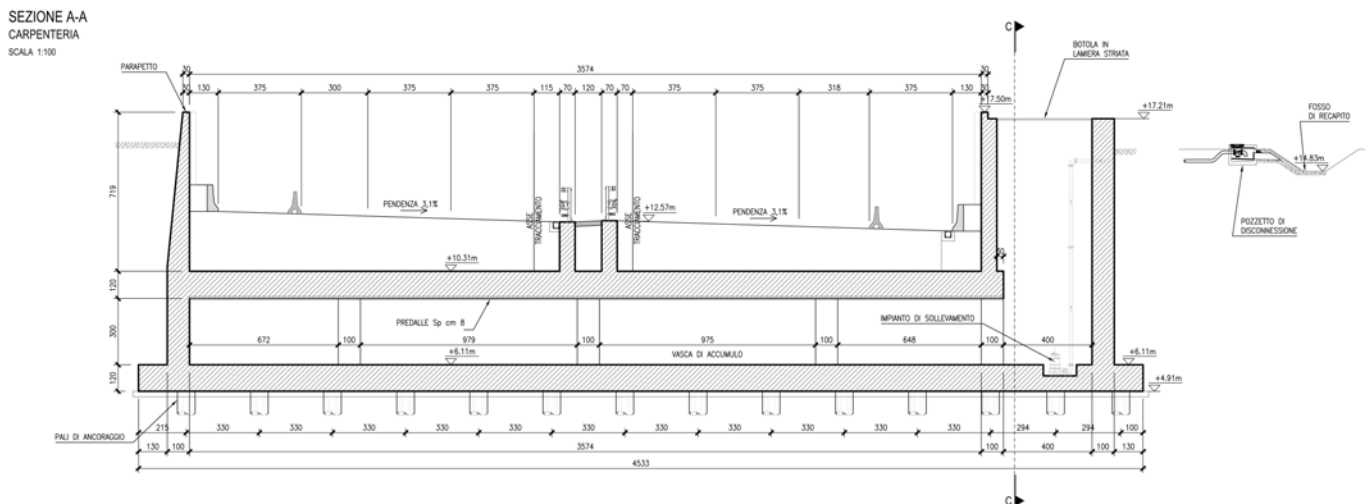 SEZIONE A-A
CARPENTERIA
SCALA 1:100
C
BOTOLA IN
LAMIERA STRIATA
PARAPETTO
30 3574 30
30 130 375 300 375 375 115 70 120 70 70 375 375 318 375 130 30
+17.50m
+17.21m
FOSSO
DI RECAPITO
+14.83m
719
PENDENZA 3,1%
ASSE
TRACCIAMENTO
+12.57m
ASSE
TRACCIAMENTO
PENDENZA 3,1%
POZZETTO DI
DISCONNESSIONE
+10.31m
120
PREDALLE Sp cm 8
IMPIANTO DI SOLLEVAMENTO
300
672 100 979 100 975 100 648 100 400
+6.11m
VASCA DI ACCUMULO
+6.11m
120
+4.91m
PALI DI ANCORAGGIO
215 330 330 330 330 330 330 330 330 330 330 330 294 294 100
130 100 3574 100 400 100 130
4533
C